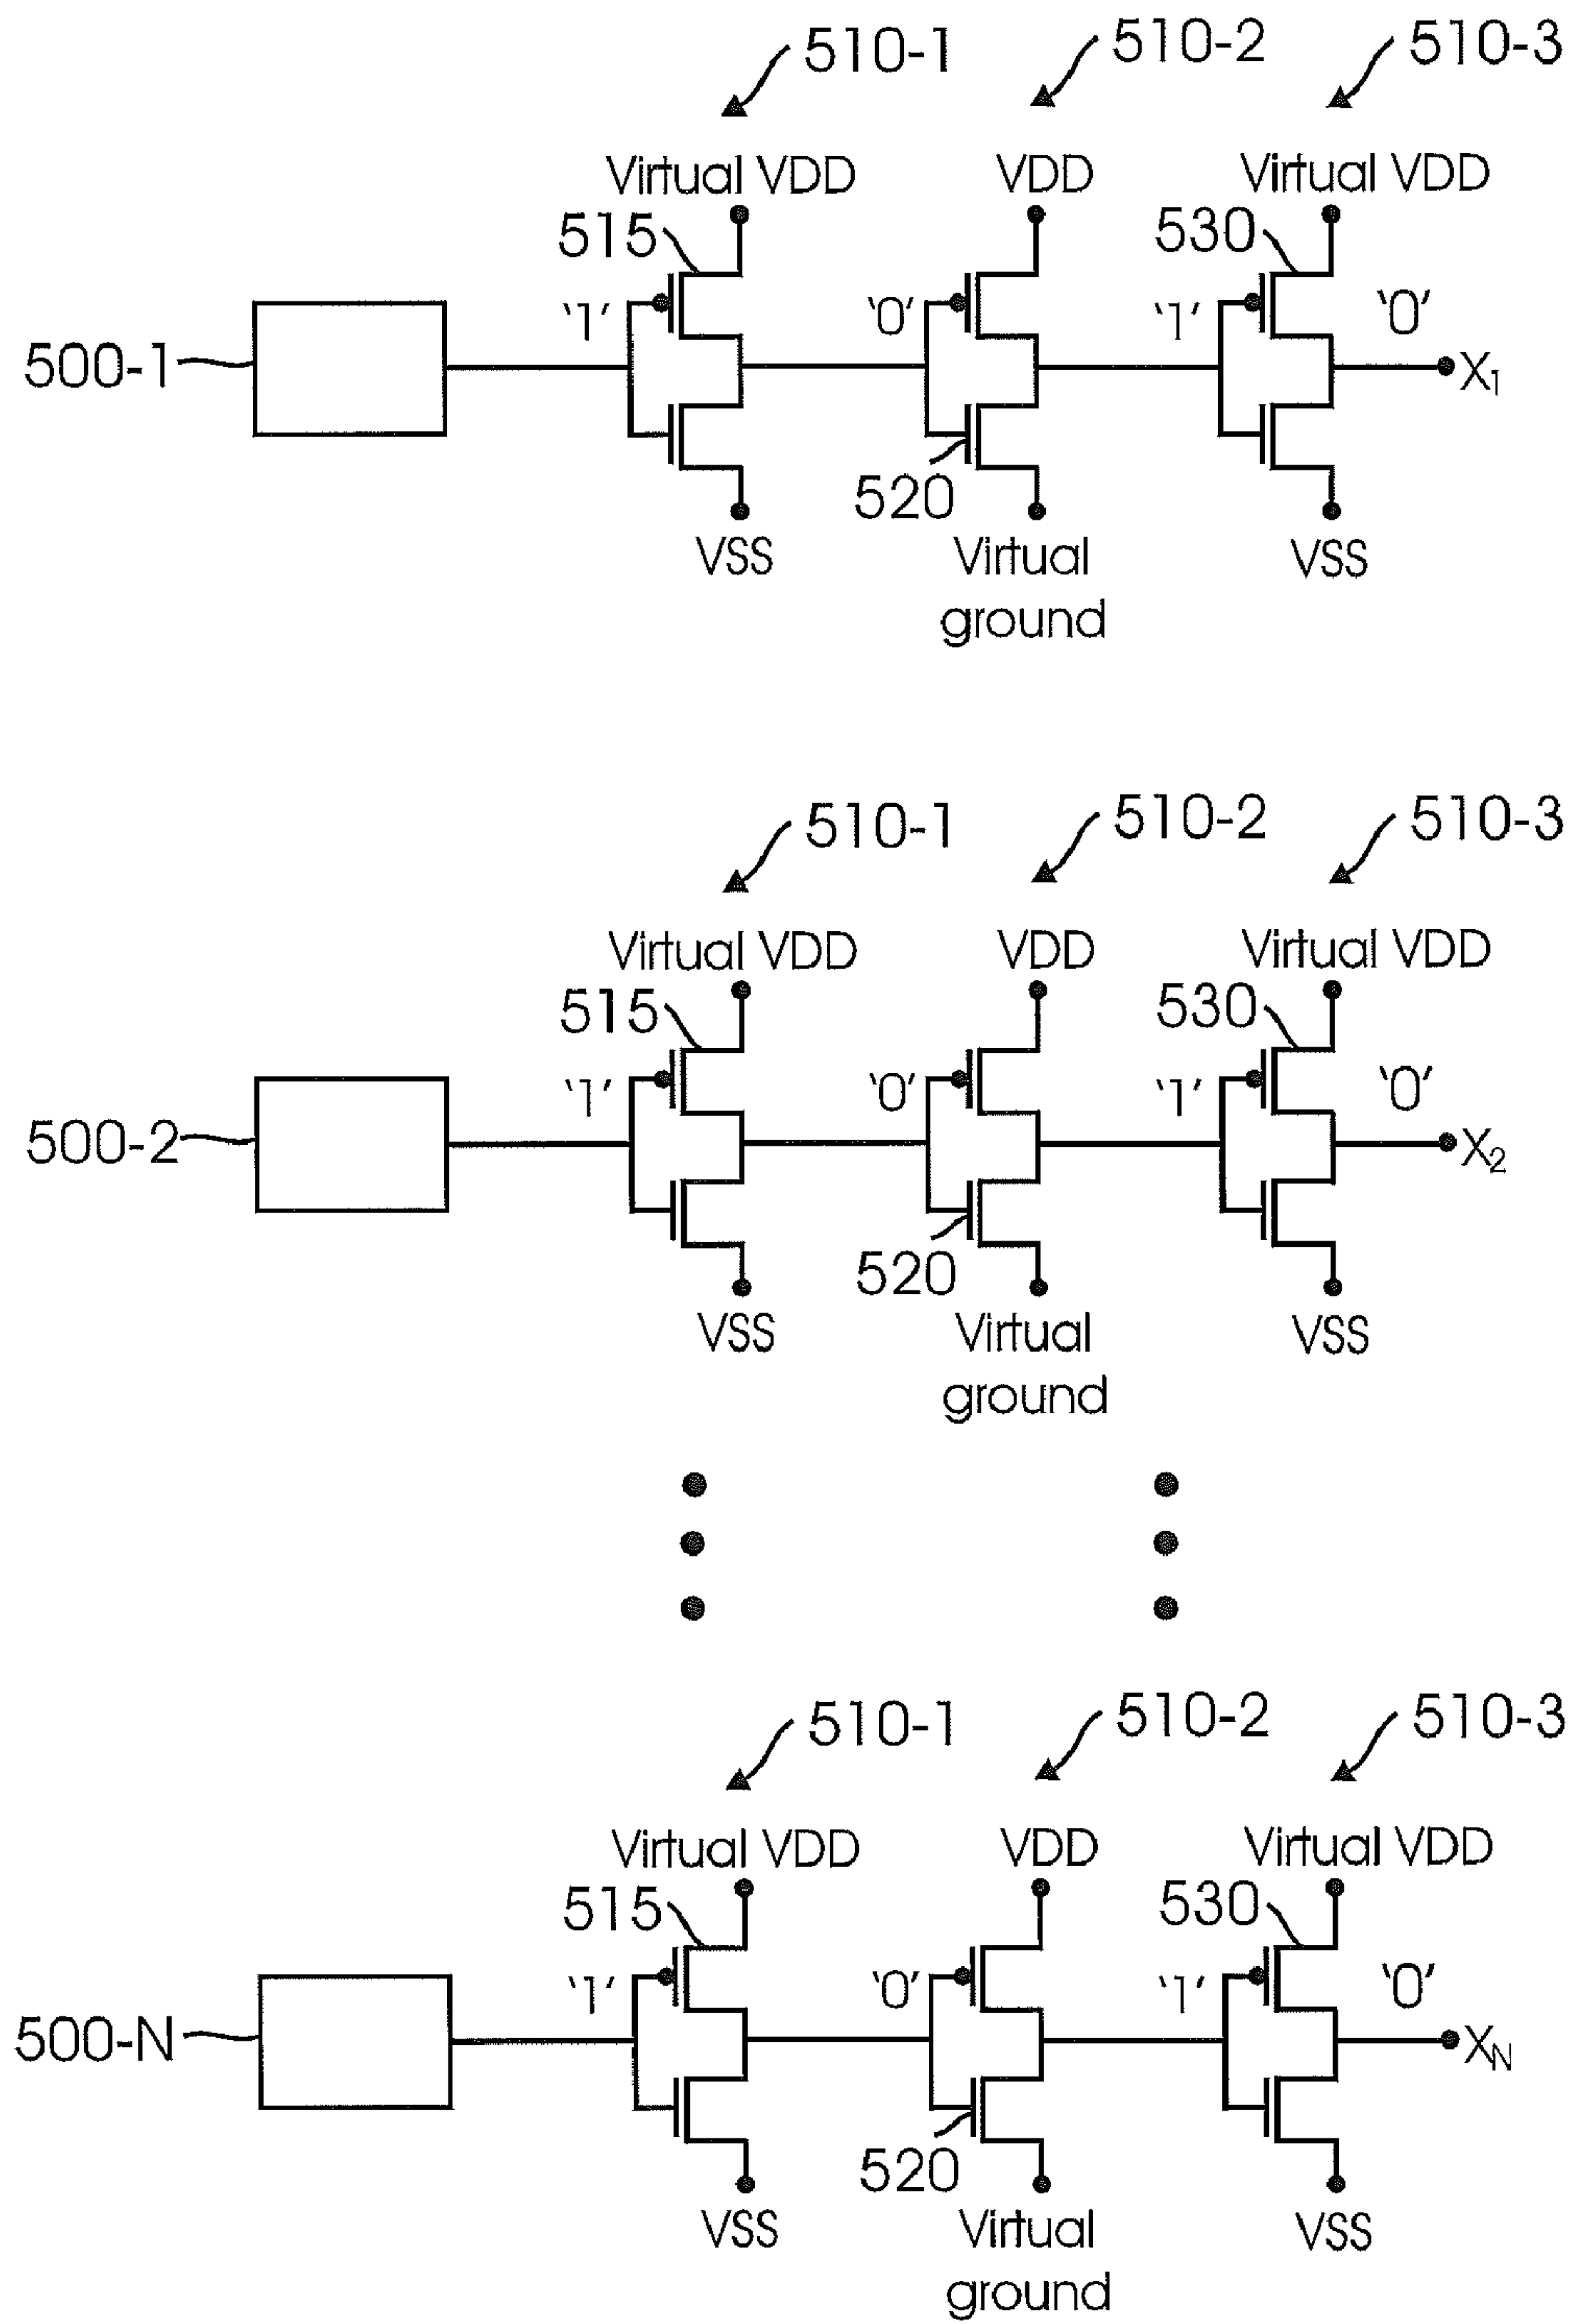 510-1 510-2 510-3
Virtual VDD VDD Virtual VDD
515 530
'1' '0' '1' '0'
500-1 X1
520
VSS Virtual ground VSS
510-1 510-2 510-3
Virtual VDD VDD Virtual VDD
515 530
'1' '0' '1' '0'
500-2 X2
520
VSS Virtual ground VSS
510-1 510-2 510-3
Virtual VDD VDD Virtual VDD
515 530
'1' '0' '1' '0'
500-N XN
520
VSS Virtual ground VSS